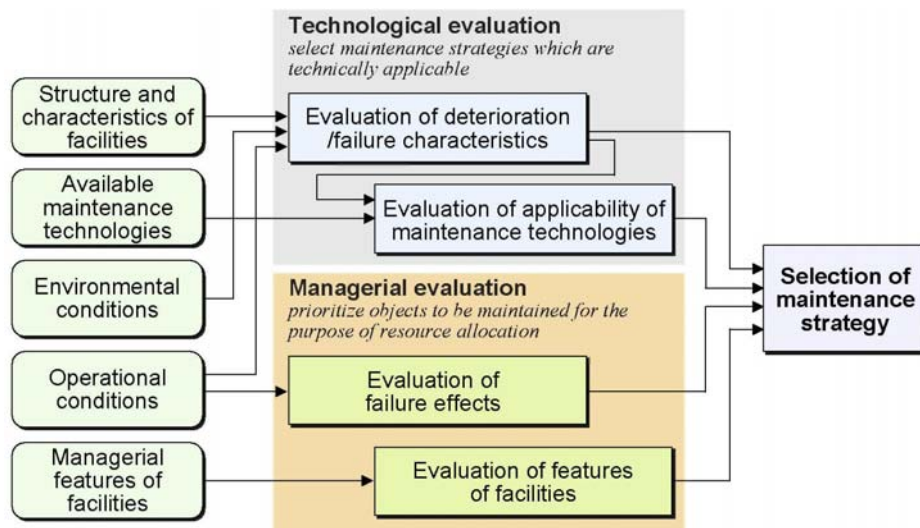 Technological evaluation
select maintenance strategies which are
technically applicable
Structure and
characteristics of
facilities
Evaluation of deterioration
/failure characteristics
Available
maintenance
technologies
Evaluation of applicability of
maintenance technologies
Environmental
conditions
Managerial evaluation
prioritize objects to be maintained for the
purpose of resource allocation
Selection of
maintenance
strategy
Operational
conditions
Evaluation of
failure effects
Managerial
features of
facilities
Evaluation of features
of facilities